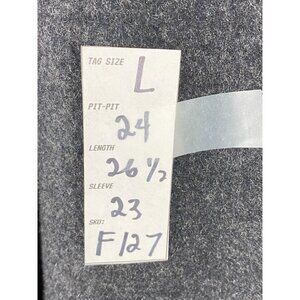 TAG SIZE
L
PIT-PIT
24
LENGTH
26 1/2
SLEEVE
23
SKU:
F127